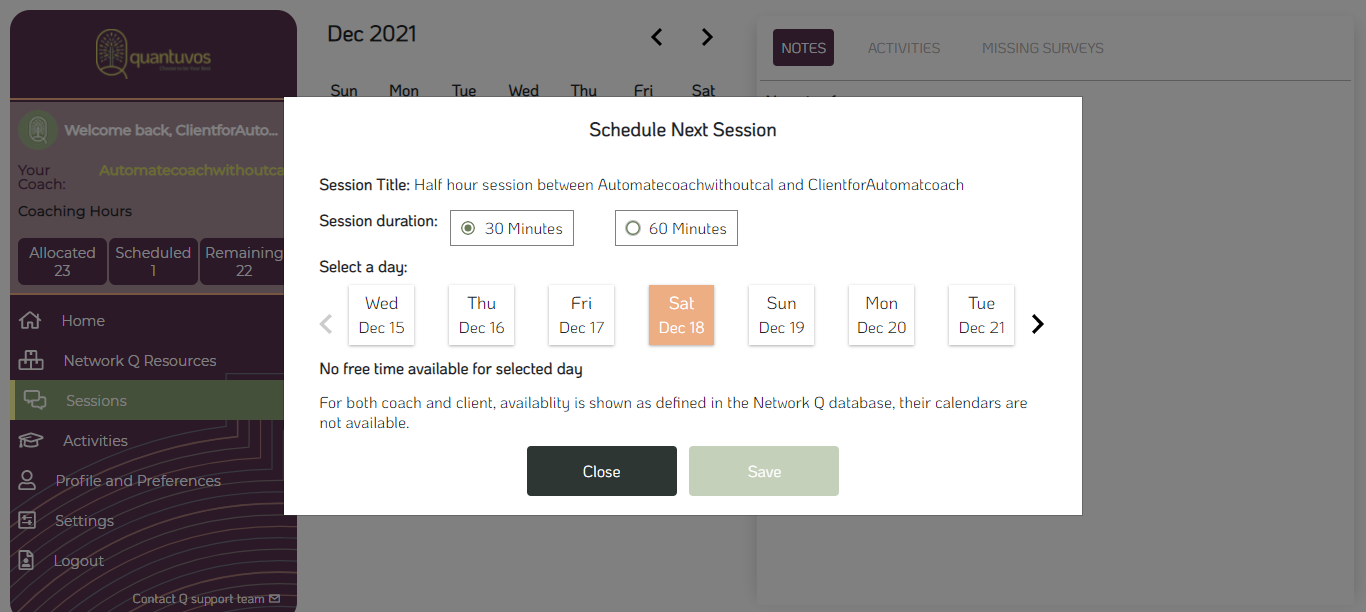 quantuvos
Welcome back, ClientforAuto...
Your Coach: Automatecoachwithoutca
Coaching Hours
Allocated
23
Scheduled
1
Remaining
22
Home
Network Q Resources
Sessions
Activities
Profile and Preferences
Settings
Logout
Contact Q support team
Dec 2021
Sun Mon Tue Wed Thu Fri Sat
NOTES ACTIVITIES MISSING SURVEYS
Schedule Next Session
Session Title: Half hour session between Automatecoachwithoutcal and ClientforAutomatcoach
Session duration: 30 Minutes 60 Minutes
Select a day:
Wed
Dec 15
Thu
Dec 16
Fri
Dec 17
Sat
Dec 18
Sun
Dec 19
Mon
Dec 20
Tue
Dec 21
No free time available for selected day
For both coach and client, availablity is shown as defined in the Network Q database, their calendars are
not available.
Close Save